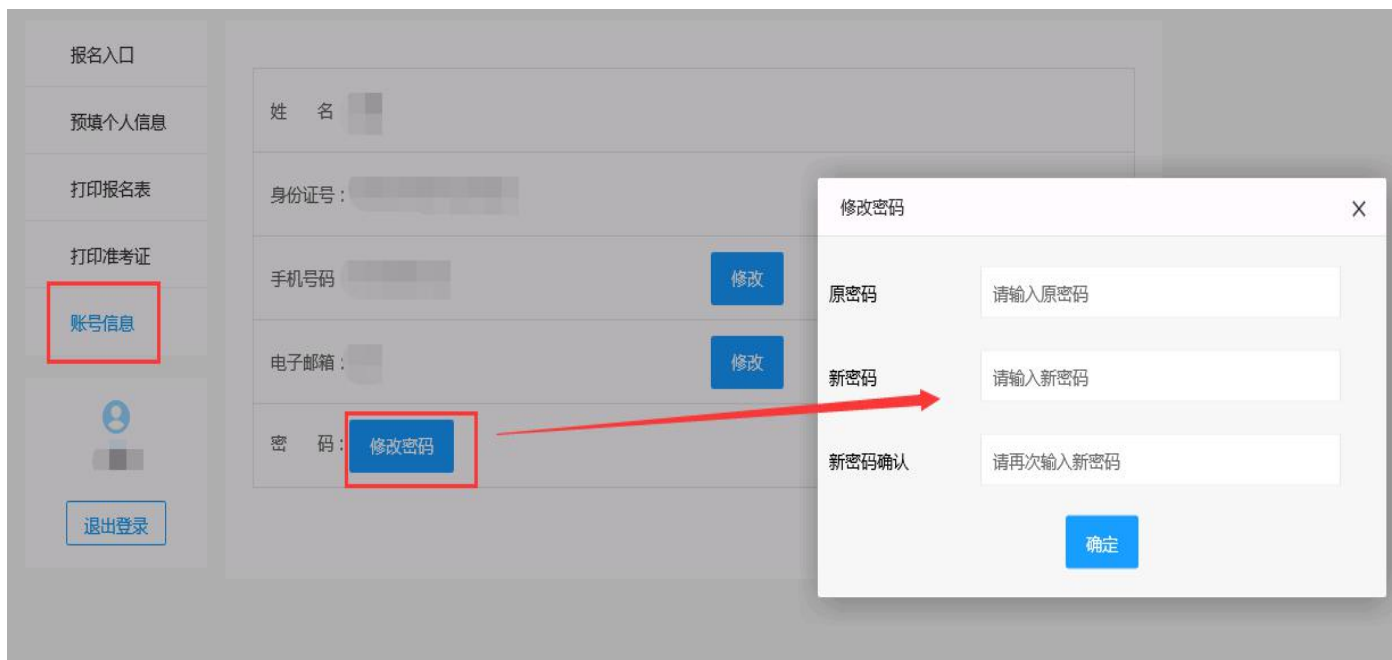 报名入口
预填个人信息
打印报名表
打印准考证
账号信息
退出登录
姓 名
身份证号：
手机号码
修改
电子邮箱：
修改
密 码：
修改密码
修改密码
X
原密码
请输入原密码
新密码
请输入新密码
新密码确认
请再次输入新密码
确定